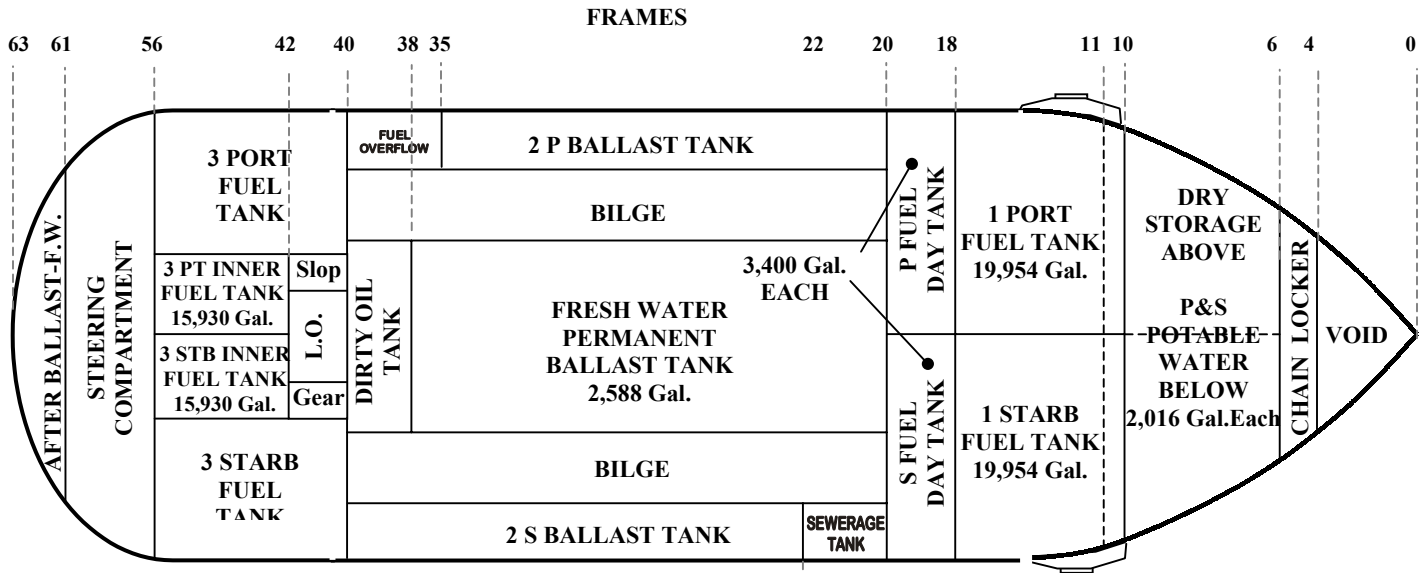 FRAMES
63 61 56 42 40 38 35 22 20 18 11 10 6 4 0
AFTER BALLAST-F.W.
STEERING
COMPARTMENT
3 PORT
FUEL
TANK
3 PT INNER
FUEL TANK
15,930 Gal.
3 STB INNER
FUEL TANK
15,930 Gal.
3 STARB
FUEL
TANK
Slop
L.O.
Gear
FUEL
OVERFLOW
2 P BALLAST TANK
BILGE
DIRTY OIL
TANK
FRESH WATER
PERMANENT
BALLAST TANK
2,588 Gal.
BILGE
2 S BALLAST TANK
SEWERAGE
TANK
3,400 Gal.
EACH
P FUEL
DAY TANK
S FUEL
DAY TANK
1 PORT
FUEL TANK
19,954 Gal.
1 STARB
FUEL TANK
19,954 Gal.
DRY
STORAGE
ABOVE
P&S
POTABLE
WATER
BELOW
2,016 Gal.Each
CHAIN LOCKER
VOID